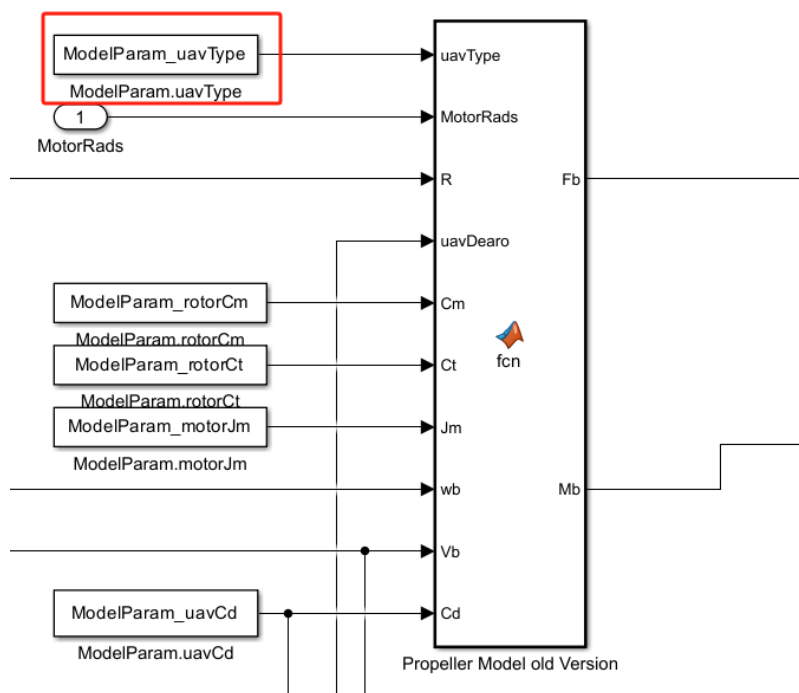 ModelParam_uavType
ModelParam.uavType
1
MotorRads
ModelParam_rotorCm
ModelParam.rotorCm
ModelParam_rotorCt
ModelParam.rotorCt
ModelParam_motorJm
ModelParam.motorJm
ModelParam_uavCd
ModelParam.uavCd
uavType
MotorRads
R
uavDearo
Cm
Ct
Jm
wb
Vb
Cd
fcn
Fb
Mb
Propeller Model old Version